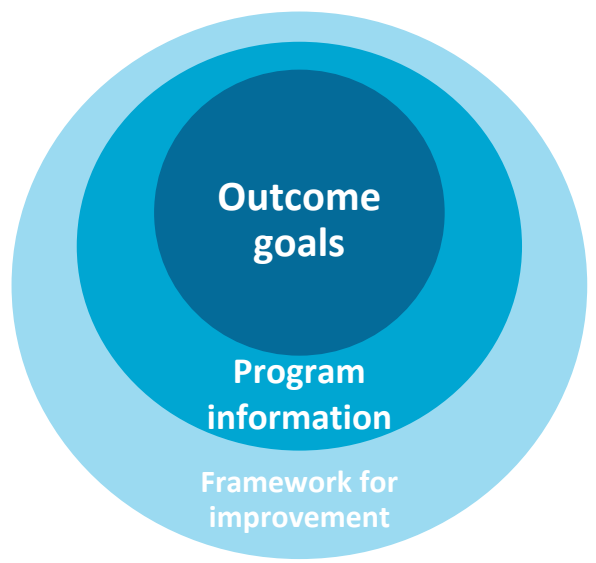 Outcome
goals
Program
information
Framework for
improvement